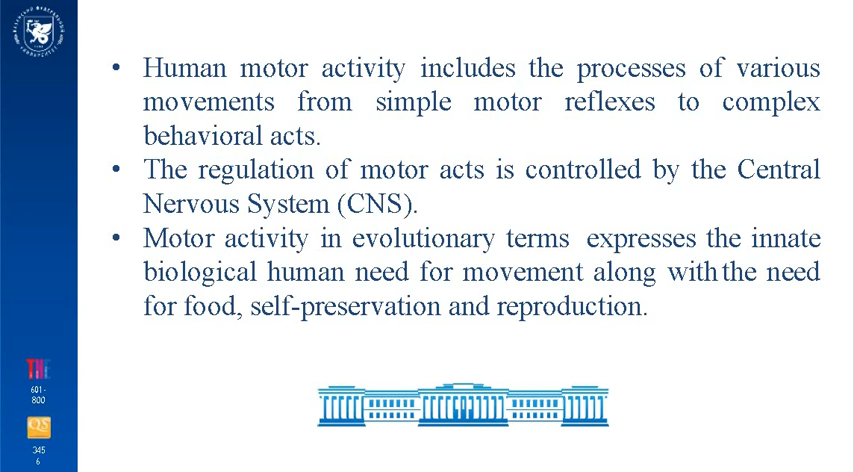 • Human motor activity includes the processes of various
movements from simple motor reflexes to complex
behavioral acts.
• The regulation of motor acts is controlled by the Central
Nervous System (CNS).
• Motor activity in evolutionary terms expresses the innate
biological human need for movement along with the need
for food, self-preservation and reproduction.
THE
601-
800
QS
345
6